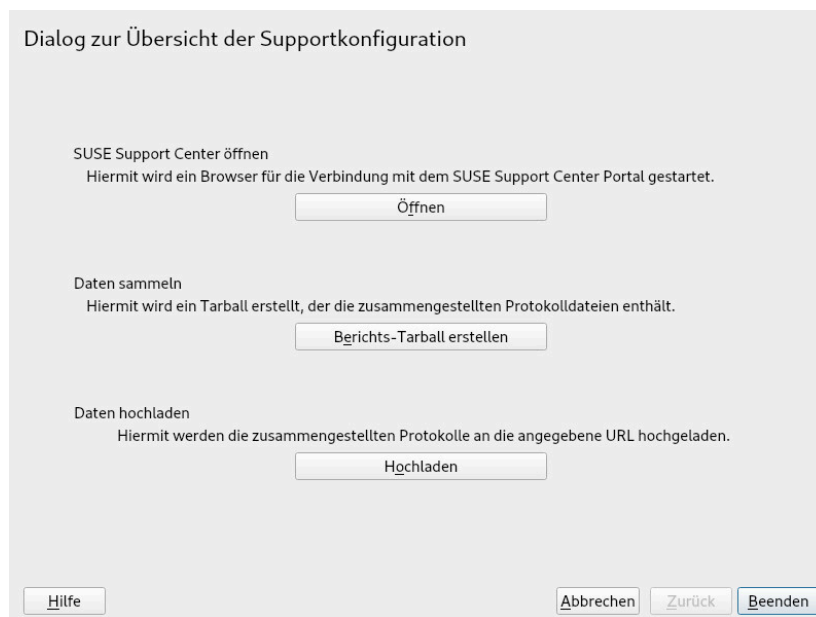 Dialog zur Übersicht der Supportkonfiguration
SUSE Support Center öffnen
Hiermit wird ein Browser für die Verbindung mit dem SUSE Support Center Portal gestartet.
Öffnen
Daten sammeln
Hiermit wird ein Tarball erstellt, der die zusammengestellten Protokolldateien enthält.
Berichts-Tarball erstellen
Daten hochladen
Hiermit werden die zusammengestellten Protokolle an die angegebene URL hochgeladen.
Hochladen
Hilfe Abbrechen Zurück Beenden